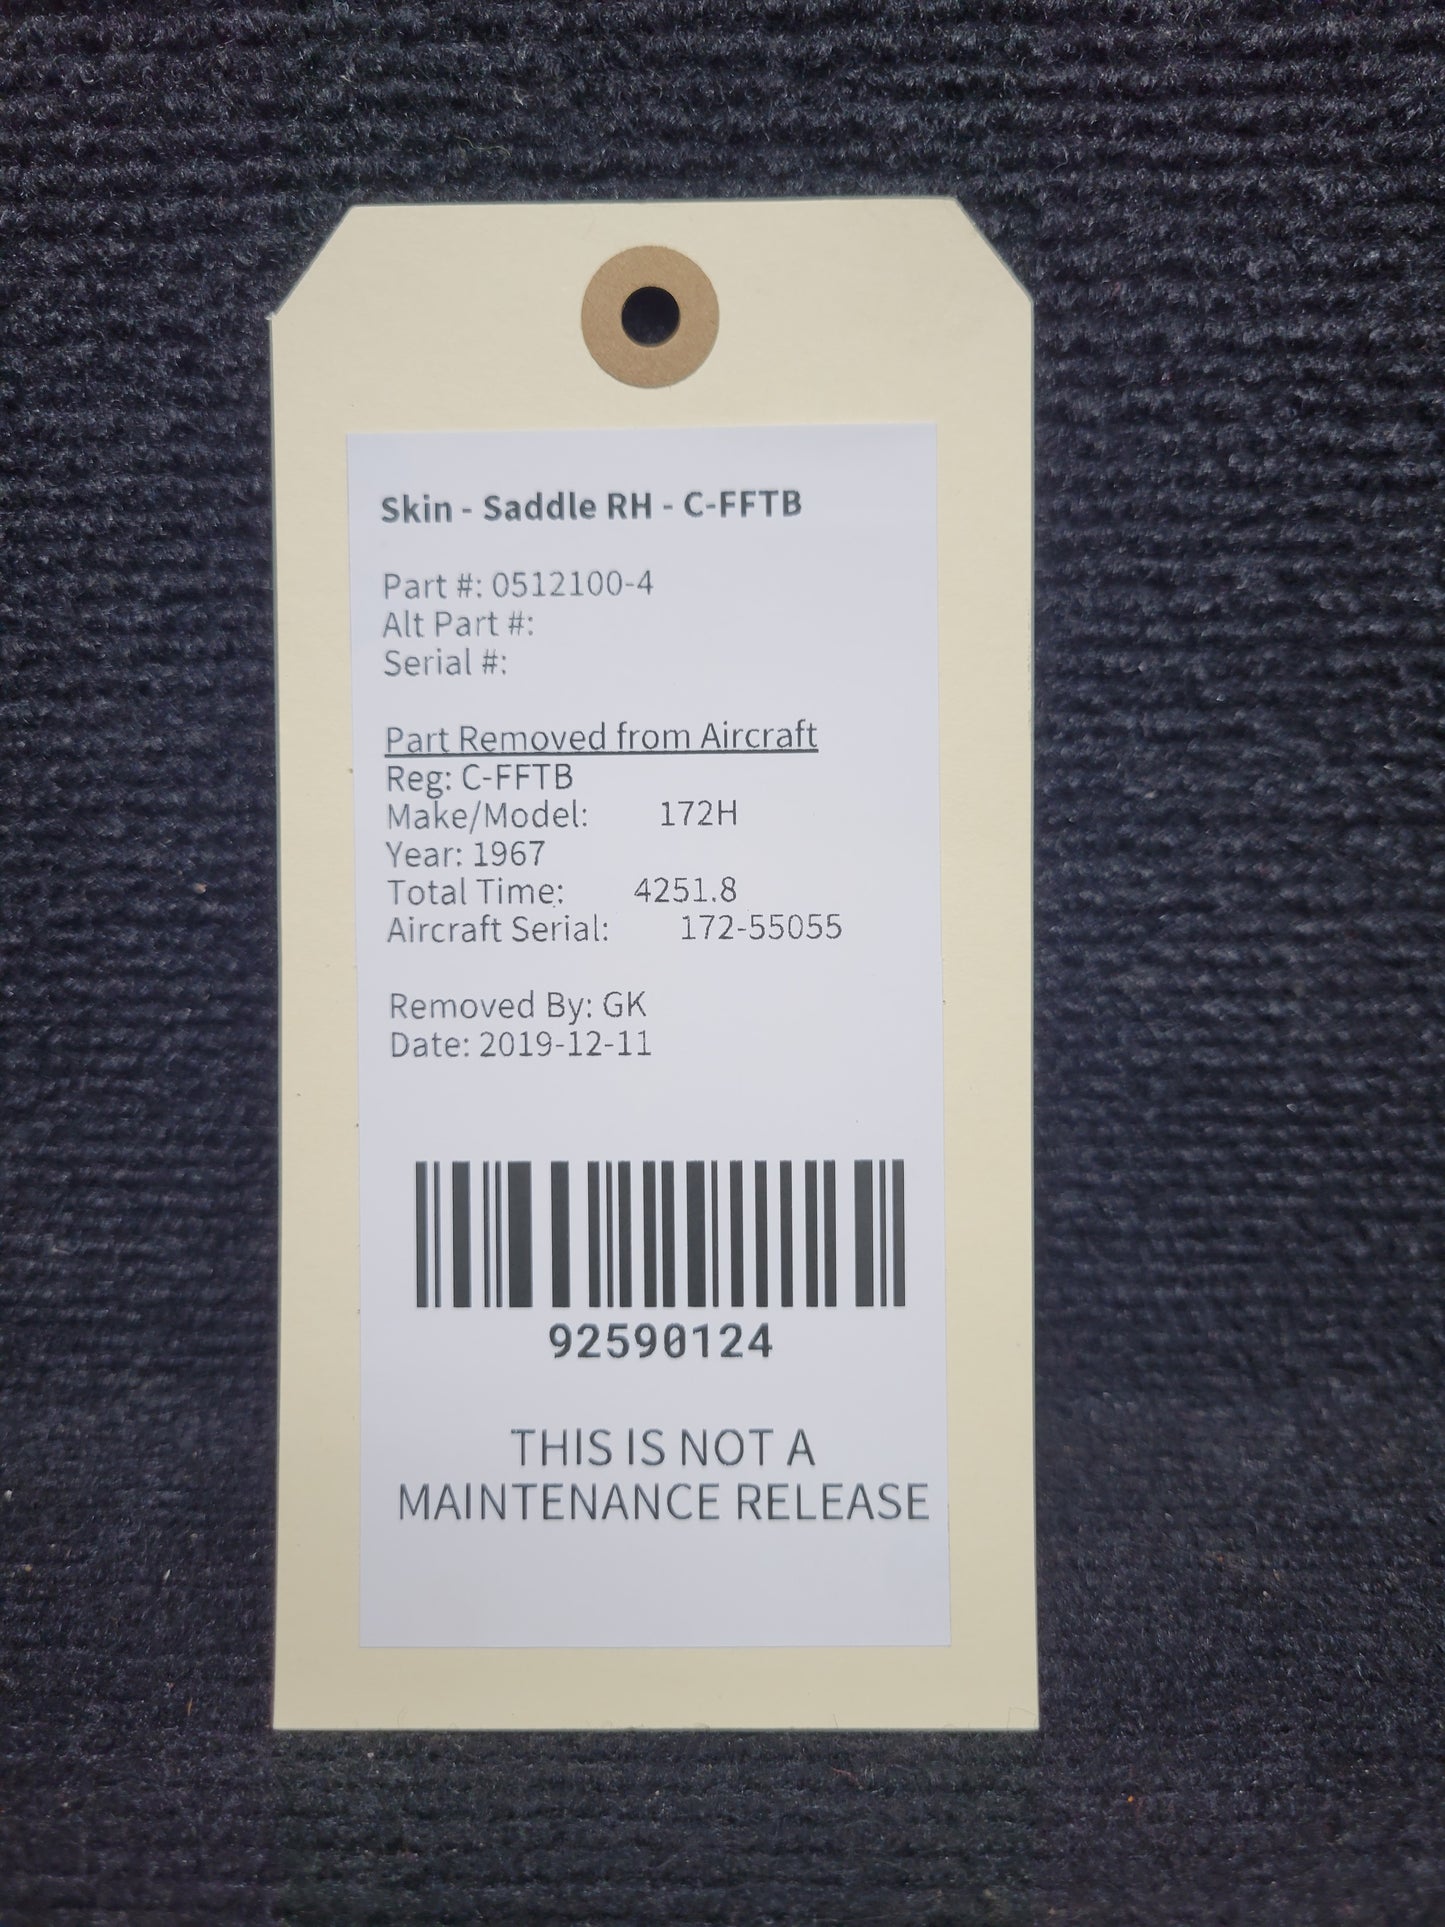 Skin - Saddle RH - C-FFTB
Part #: 0512100-4
Alt Part #:
Serial #:
Part Removed from Aircraft
Reg: C-FFTB
Make/Model: 172H
Year: 1967
Total Time: 4251.8
Aircraft Serial: 172-55055
Removed By: GK
Date: 2019-12-11
92590124
THIS IS NOT A
MAINTENANCE RELEASE